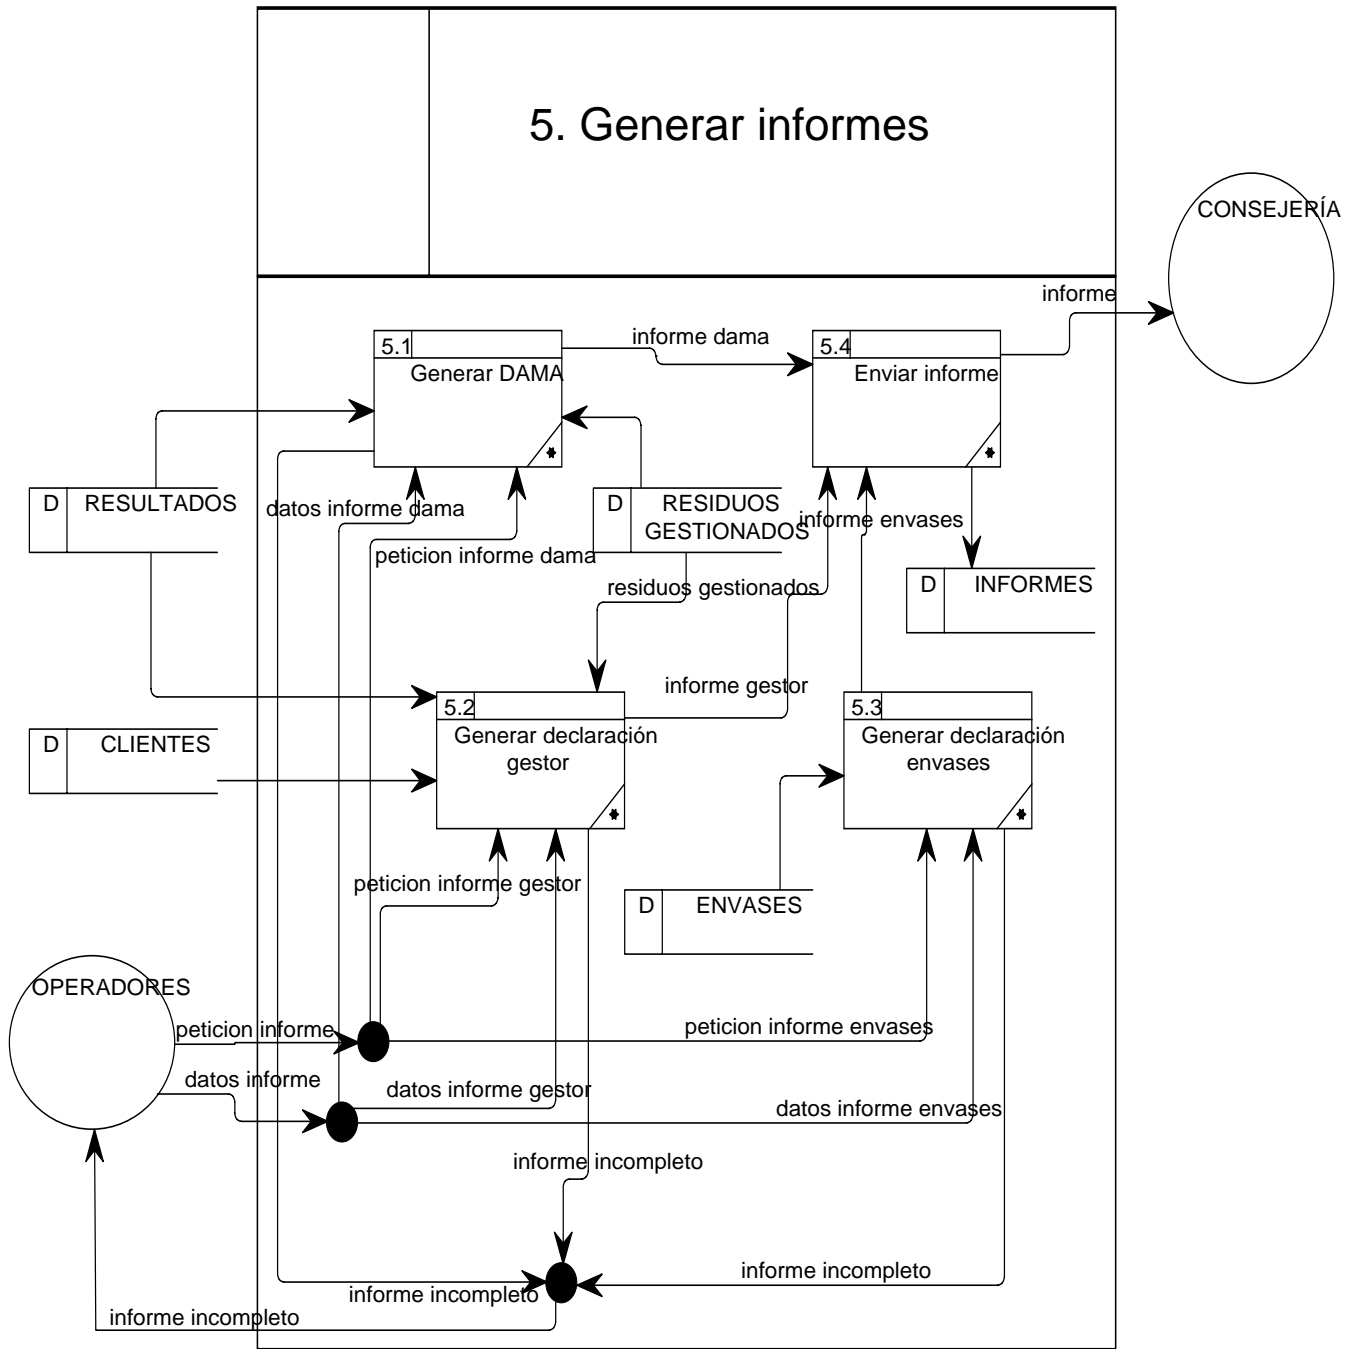 5. Generar informes
CONSEJERÍA
informe
informe dama
5.1
Generar DAMA
5.4
Enviar informe
D
RESULTADOS
datos informe dama
D
RESIDUOS
GESTIONADOS
informe envases
peticion informe dama
residuos gestionados
D
INFORMES
informe gestor
5.2
Generar declaración
gestor
5.3
Generar declaración
envases
D
CLIENTES
peticion informe gestor
D
ENVASES
OPERADORES
peticion informe
peticion informe envases
datos informe
datos informe gestor
datos informe envases
informe incompleto
informe incompleto
informe incompleto
informe incompleto